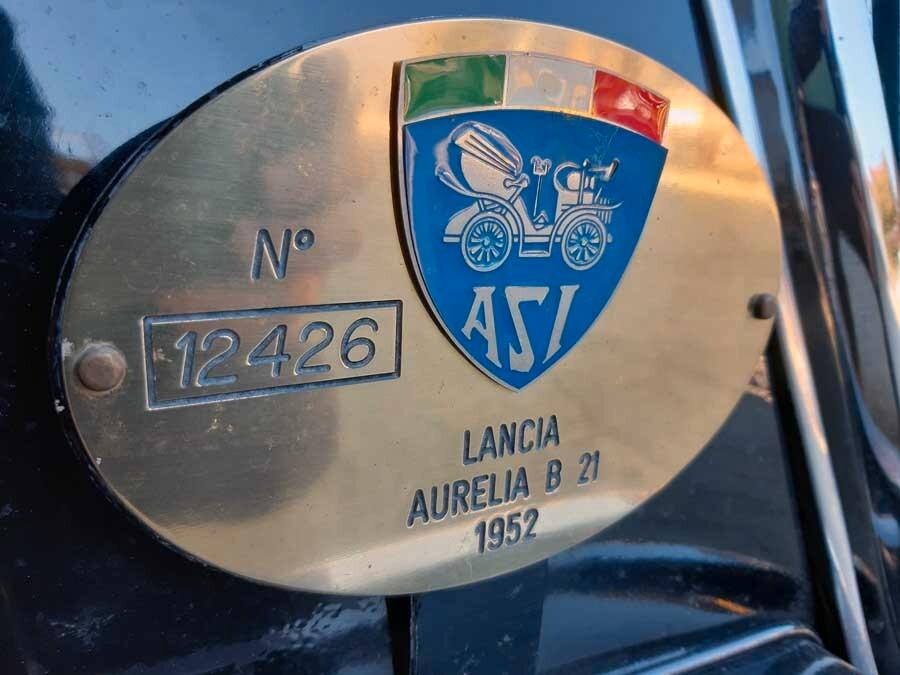 ASI
N°
12426
LANCIA
AURELIA B 21
1952